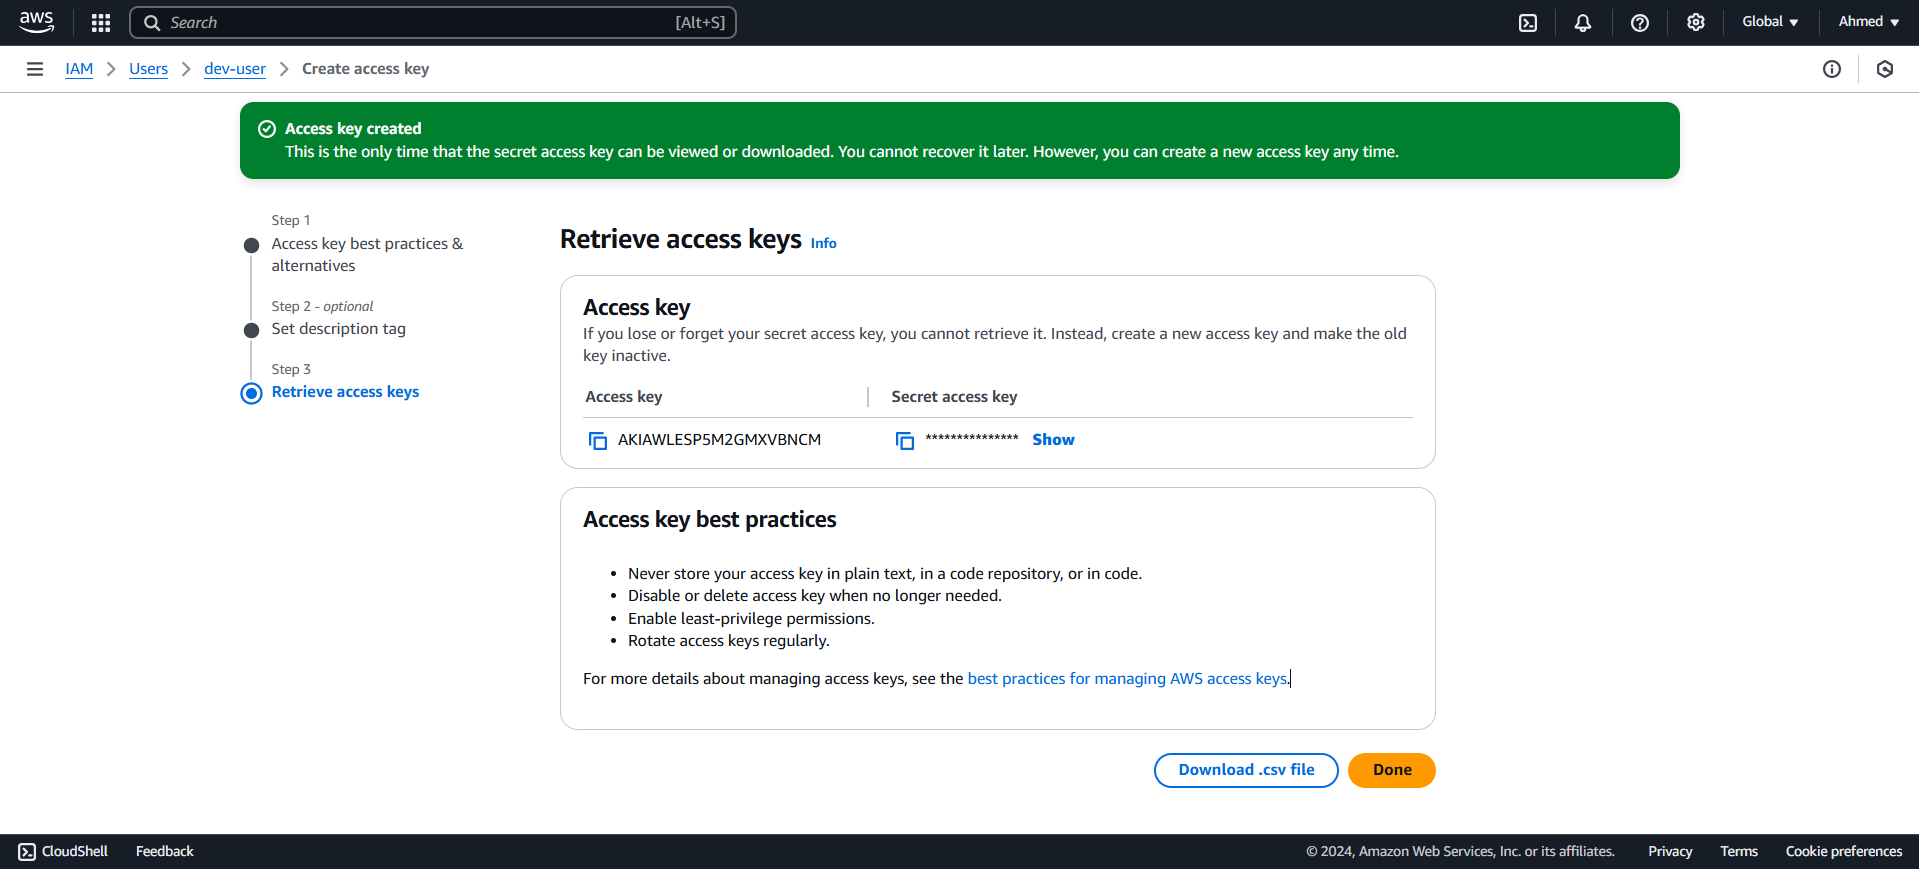 aws
Search [Alt+S] Global Ahmed
IAM Users dev-user Create access key
Access key created
This is the only time that the secret access key can be viewed or downloaded. You cannot recover it later. However, you can create a new access key any time.
Step 1
Access key best practices &
alternatives
Step 2 - optional
Set description tag
Step 3
Retrieve access keys
Retrieve access keys Info
Access key
If you lose or forget your secret access key, you cannot retrieve it. Instead, create a new access key and make the old
key inactive.
Access key Secret access key
AKIAWLESP5M2GMXVBNCM *************** Show
Access key best practices
• Never store your access key in plain text, in a code repository, or in code.
• Disable or delete access key when no longer needed.
• Enable least-privilege permissions.
• Rotate access keys regularly.
For more details about managing access keys, see the best practices for managing AWS access keys.
Download .csv file Done
CloudShell Feedback © 2024, Amazon Web Services, Inc. or its affiliates. Privacy Terms Cookie preferences